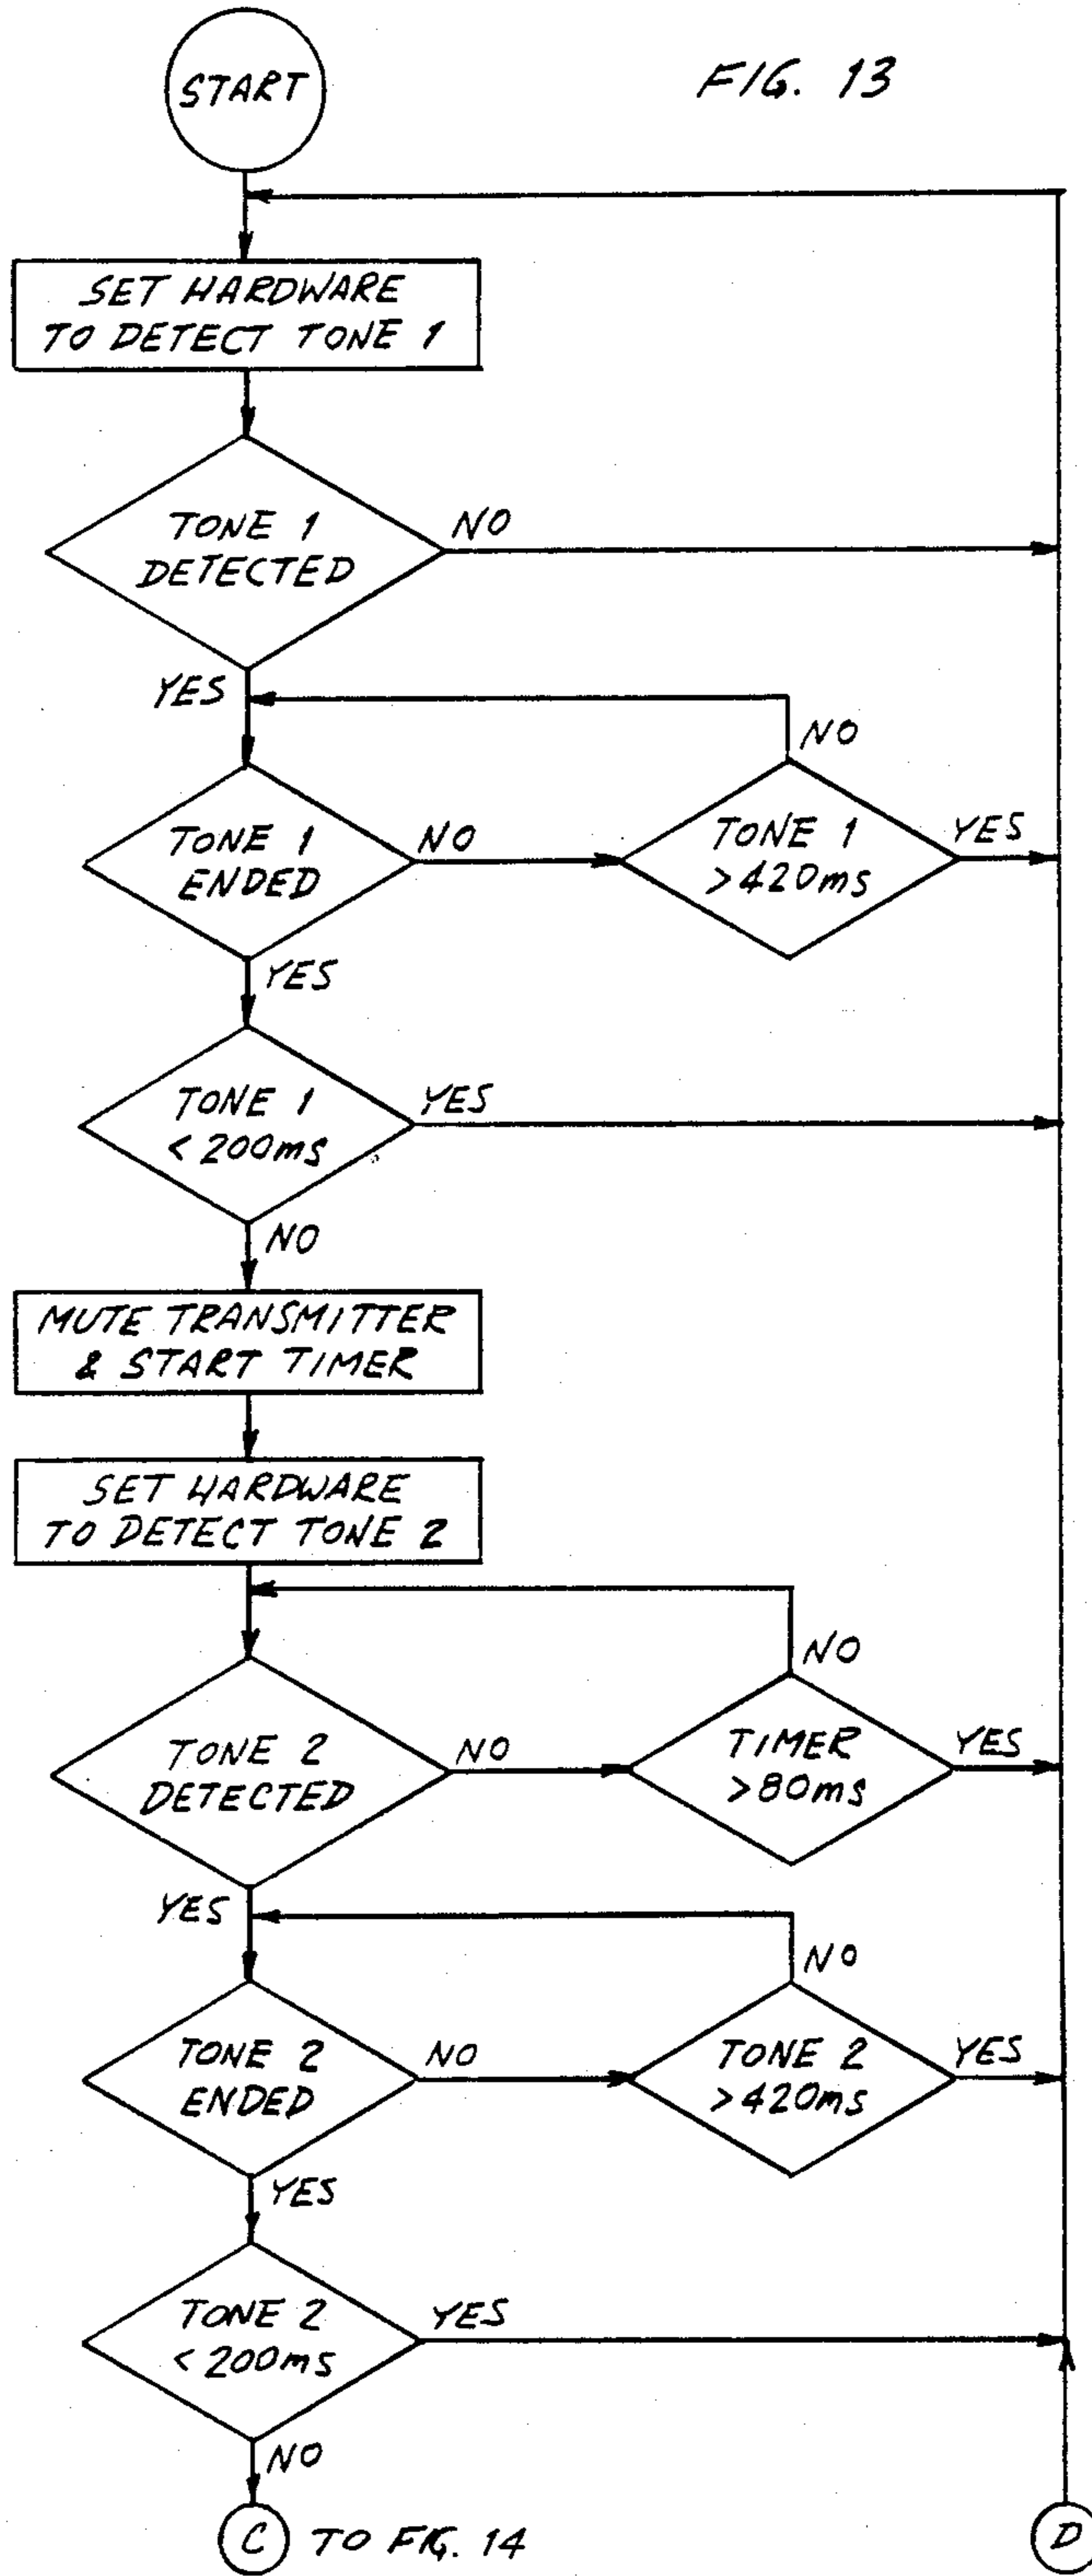 START
FIG. 13
SET HARDWARE
TO DETECT TONE 1
TONE 1
DETECTED
NO
YES
NO
TONE 1
ENDED
NO
TONE 1
>420ms
YES
YES
TONE 1
<200ms
YES
NO
MUTE TRANSMITTER
& START TIMER
SET HARDWARE
TO DETECT TONE 2
NO
TONE 2
DETECTED
NO
TIMER
>80ms
YES
YES
NO
TONE 2
ENDED
NO
TONE 2
>420ms
YES
YES
TONE 2
<200ms
YES
NO
C TO FIG. 14
D